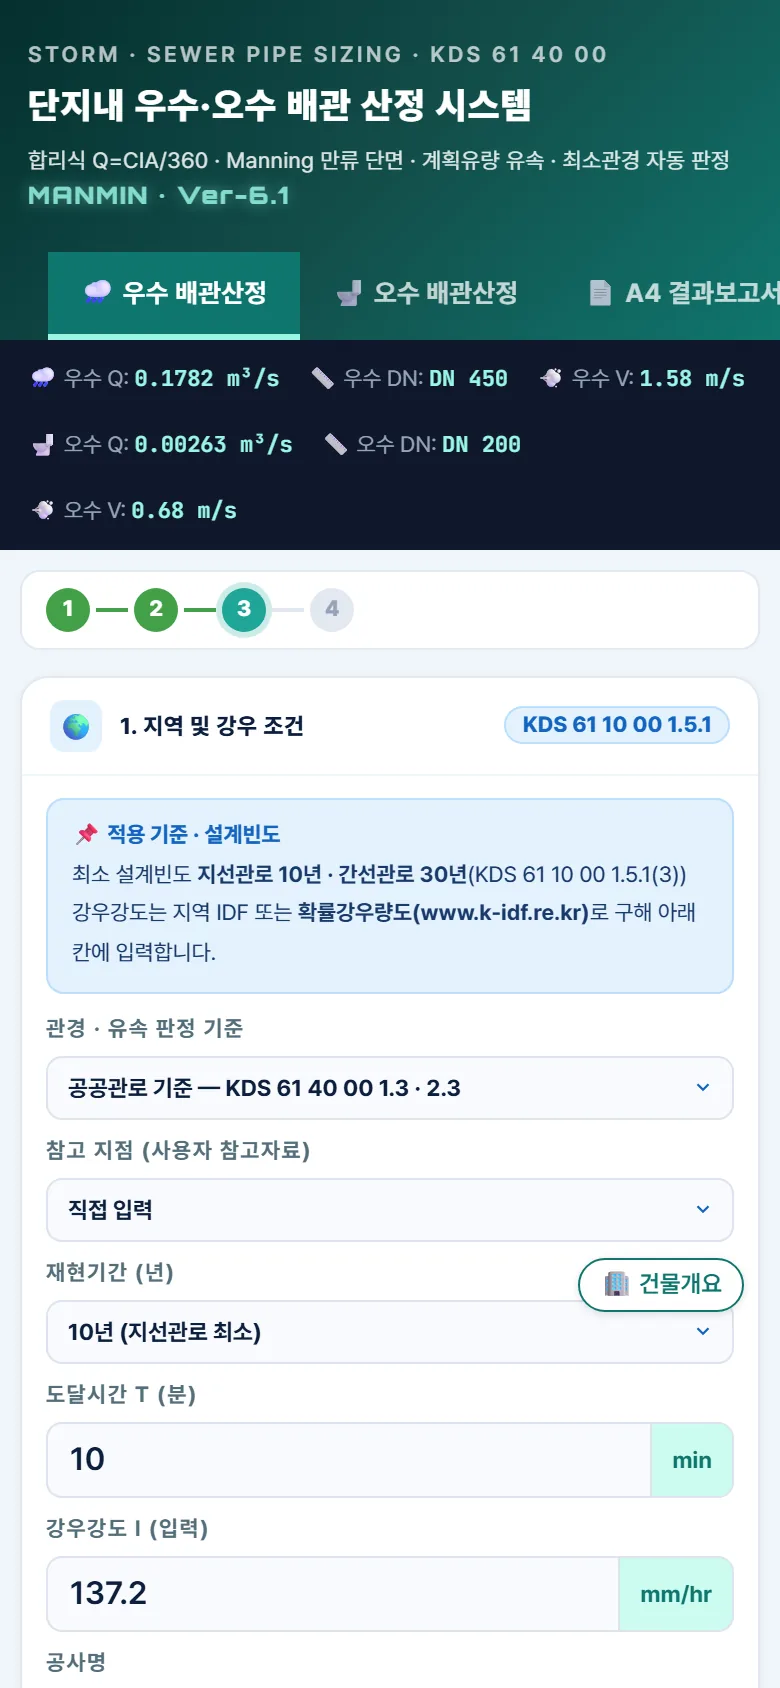 STORM · SEWER PIPE SIZING · KDS 61 40 00
단지내 우수·오수 배관 산정 시스템
합리식 Q=CIA/360 · Manning 만류 단면 · 계획유량 유속 · 최소관경 자동 판정
MANMIN · Ver-6.1
우수 배관산정
오수 배관산정
A4 결과보고서
우수 Q: 0.1782 m³/s
우수 DN: DN 450
우수 V: 1.58 m/s
오수 Q: 0.00263 m³/s
오수 DN: DN 200
오수 V: 0.68 m/s
1
2
3
4
1. 지역 및 강우 조건
KDS 61 10 00 1.5.1
적용 기준 · 설계빈도
최소 설계빈도 지선관로 10년 · 간선관로 30년(KDS 61 10 00 1.5.1(3))
강우강도는 지역 IDF 또는 확률강우량도(www.k-idf.re.kr)로 구해 아래
칸에 입력합니다.
관경 · 유속 판정 기준
공공관로 기준 — KDS 61 40 00 1.3 · 2.3
참고 지점 (사용자 참고자료)
직접 입력
재현기간 (년)
건물개요
10년 (지선관로 최소)
도달시간 T (분)
10
min
강우강도 I (입력)
137.2
mm/hr
공사명